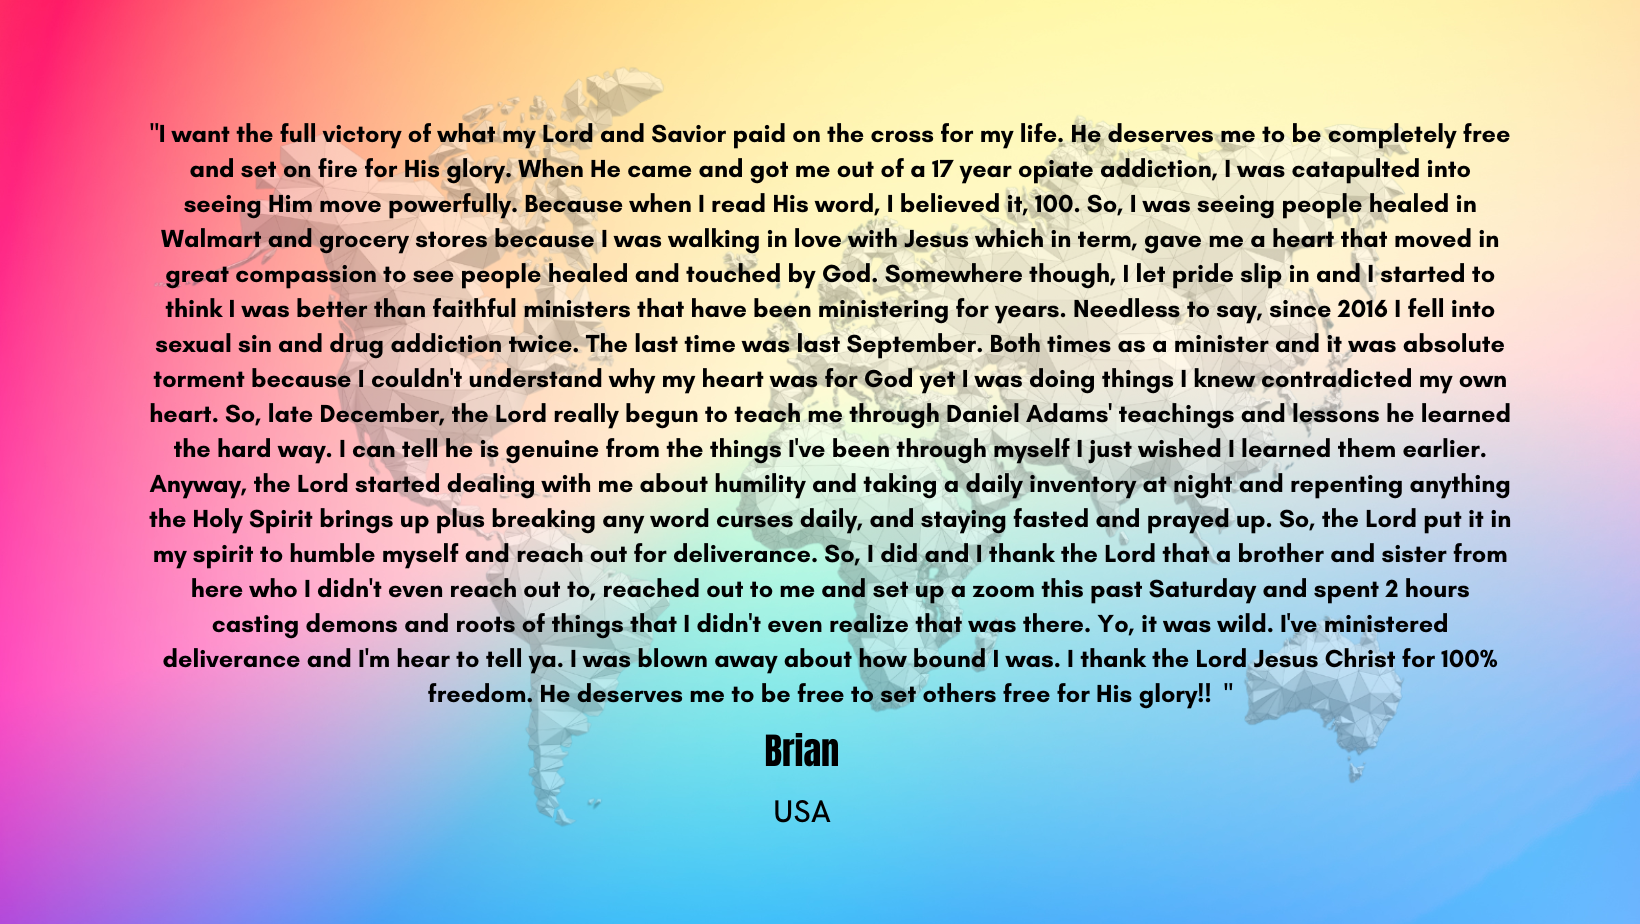 "I want the full victory of what my Lord and Savior paid on the cross for my life. He deserves me to be completely free
and set on fire for His glory. When He came and got me out of a 17 year opiate addiction, I was catapulted into
seeing Him move powerfully. Because when I read His word, I believed it, 100. So, I was seeing people healed in
Walmart and grocery stores because I was walking in love with Jesus which in term, gave me a heart that moved in
great compassion to see people healed and touched by God. Somewhere though, I let pride slip in and I started to
think I was better than faithful ministers that have been ministering for years. Needless to say, since 2016 I fell into
sexual sin and drug addiction twice. The last time was last September. Both times as a minister and it was absolute
torment because I couldn't understand why my heart was for God yet I was doing things I knew contradicted my own
heart. So, late December, the Lord really begun to teach me through Daniel Adams' teachings and lessons he learned
the hard way. I can tell he is genuine from the things I've been through myself I just wished I learned them earlier.
Anyway, the Lord started dealing with me about humility and taking a daily inventory at night and repenting anything
the Holy Spirit brings up plus breaking any word curses daily, and staying fasted and prayed up. So, the Lord put it in
my spirit to humble myself and reach out for deliverance. So, I did and I thank the Lord that a brother and sister from
here who I didn't even reach out to, reached out to me and set up a zoom this past Saturday and spent 2 hours
casting demons and roots of things that I didn't even realize that was there. Yo, it was wild. I've ministered
deliverance and I'm hear to tell ya. I was blown away about how bound I was. I thank the Lord Jesus Christ for 100%
freedom. He deserves me to be free to set others free for His glory!! "
Brian
USA